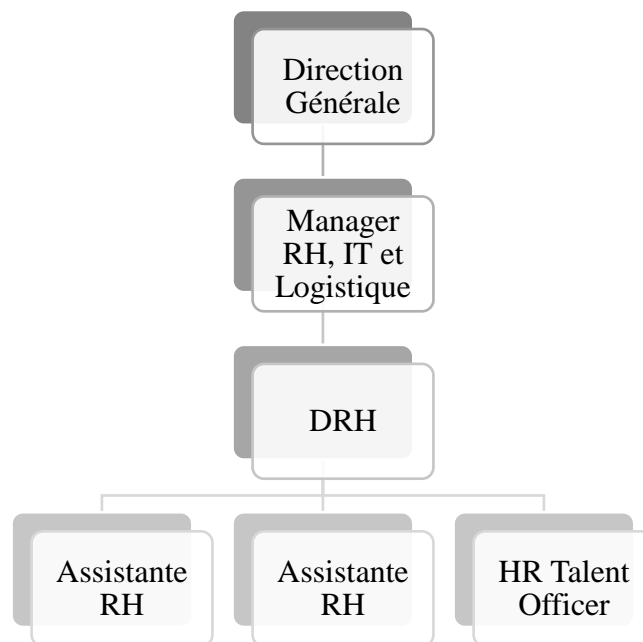 Direction
Générale
Manager
RH, IT et
Logistique
DRH
Assistante
RH
Assistante
RH
HR Talent
Officer